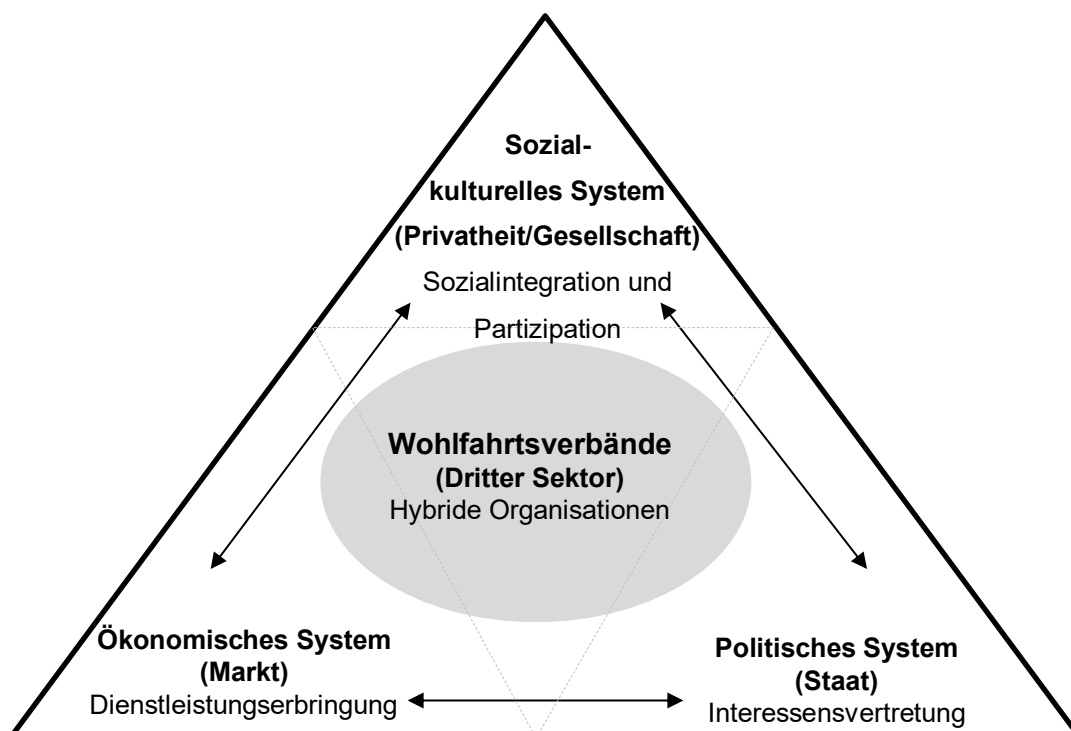 Sozial-
kulturelles System
(Privatheit/Gesellschaft)
Sozialintegration und
Partizipation
Wohlfahrtsverbände
(Dritter Sektor)
Hybride Organisationen
Ökonomisches System
(Markt)
Dienstleistungserbringung
Politisches System
(Staat)
Interessensvertretung